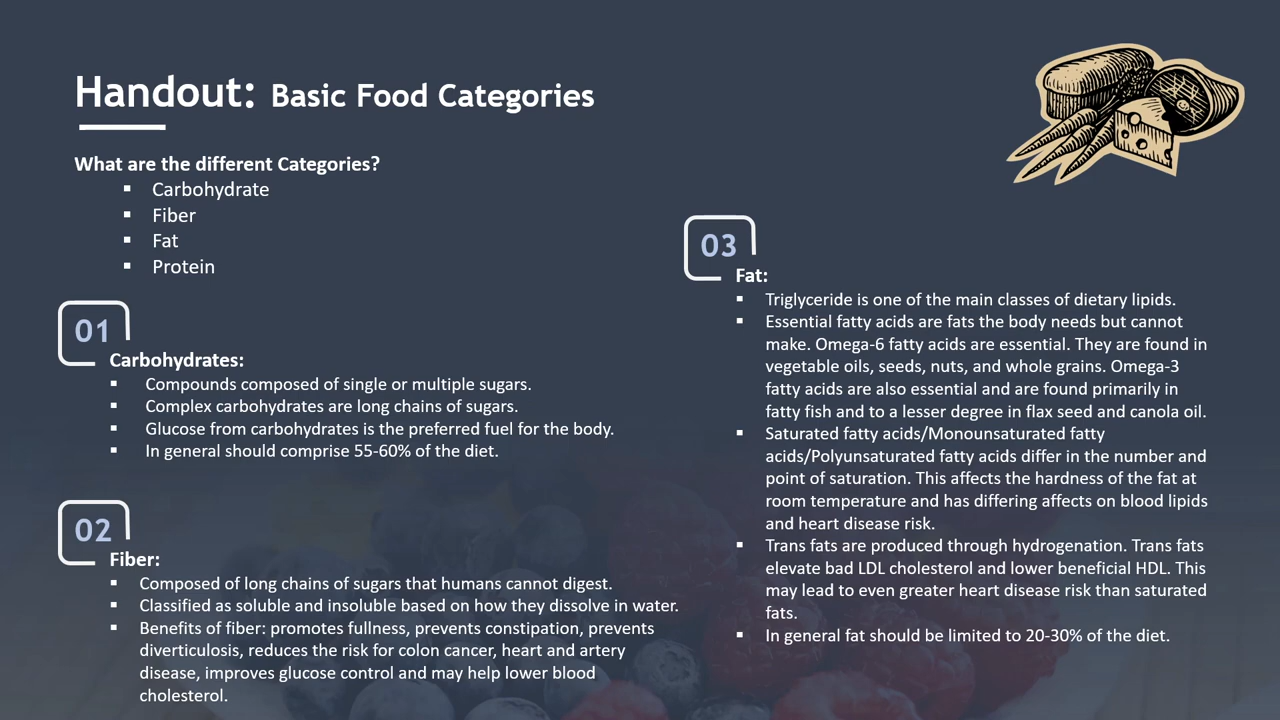 Handout: Basic Food Categories
What are the different Categories?
▪ Carbohydrate
▪ Fiber
▪ Fat
▪ Protein
01
Carbohydrates:
▪ Compounds composed of single or multiple sugars.
▪ Complex carbohydrates are long chains of sugars.
▪ Glucose from carbohydrates is the preferred fuel for the body.
▪ In general should comprise 55-60% of the diet.
02
Fiber:
▪ Composed of long chains of sugars that humans cannot digest.
▪ Classified as soluble and insoluble based on how they dissolve in water.
▪ Benefits of fiber: promotes fullness, prevents constipation, prevents
diverticulosis, reduces the risk for colon cancer, heart and artery
disease, improves glucose control and may help lower blood
cholesterol.
03
Fat:
▪ Triglyceride is one of the main classes of dietary lipids.
▪ Essential fatty acids are fats the body needs but cannot
make. Omega-6 fatty acids are essential. They are found in
vegetable oils, seeds, nuts, and whole grains. Omega-3
fatty acids are also essential and are found primarily in
fatty fish and to a lesser degree in flax seed and canola oil.
▪ Saturated fatty acids/Monounsaturated fatty
acids/Polyunsaturated fatty acids differ in the number and
point of saturation. This affects the hardness of the fat at
room temperature and has differing affects on blood lipids
and heart disease risk.
▪ Trans fats are produced through hydrogenation. Trans fats
elevate bad LDL cholesterol and lower beneficial HDL. This
may lead to even greater heart disease risk than saturated
fats.
▪ In general fat should be limited to 20-30% of the diet.